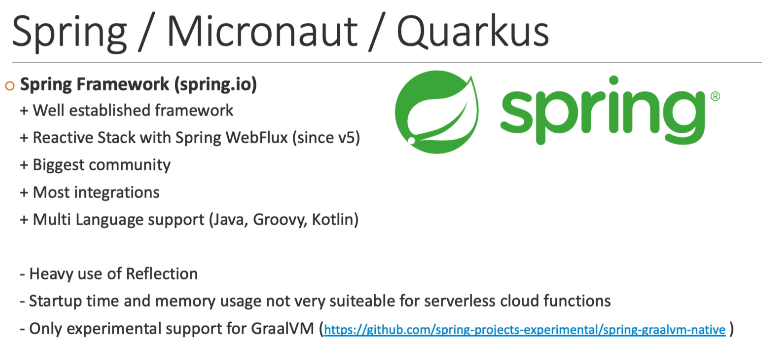 Spring / Micronaut / Quarkus
Spring Framework (spring.io)
+ Well established framework
+ Reactive Stack with Spring WebFlux (since v5)
+ Biggest community
+ Most integrations
+ Multi Language support (Java, Groovy, Kotlin)
spring®
- Heavy use of Reflection
- Startup time and memory usage not very suiteable for serverless cloud functions
- Only experimental support for GraalVM (https://github.com/spring-projects-experimental/spring-graalvm-native )